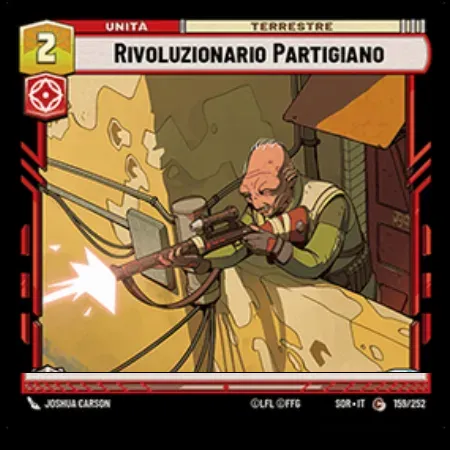 UNITÀ
TERRESTRE
2
RIVOLUZIONARIO PARTIGIANO
JOSHUA CARSON
©LFL ©FFG
SOR • IT
C
159/252